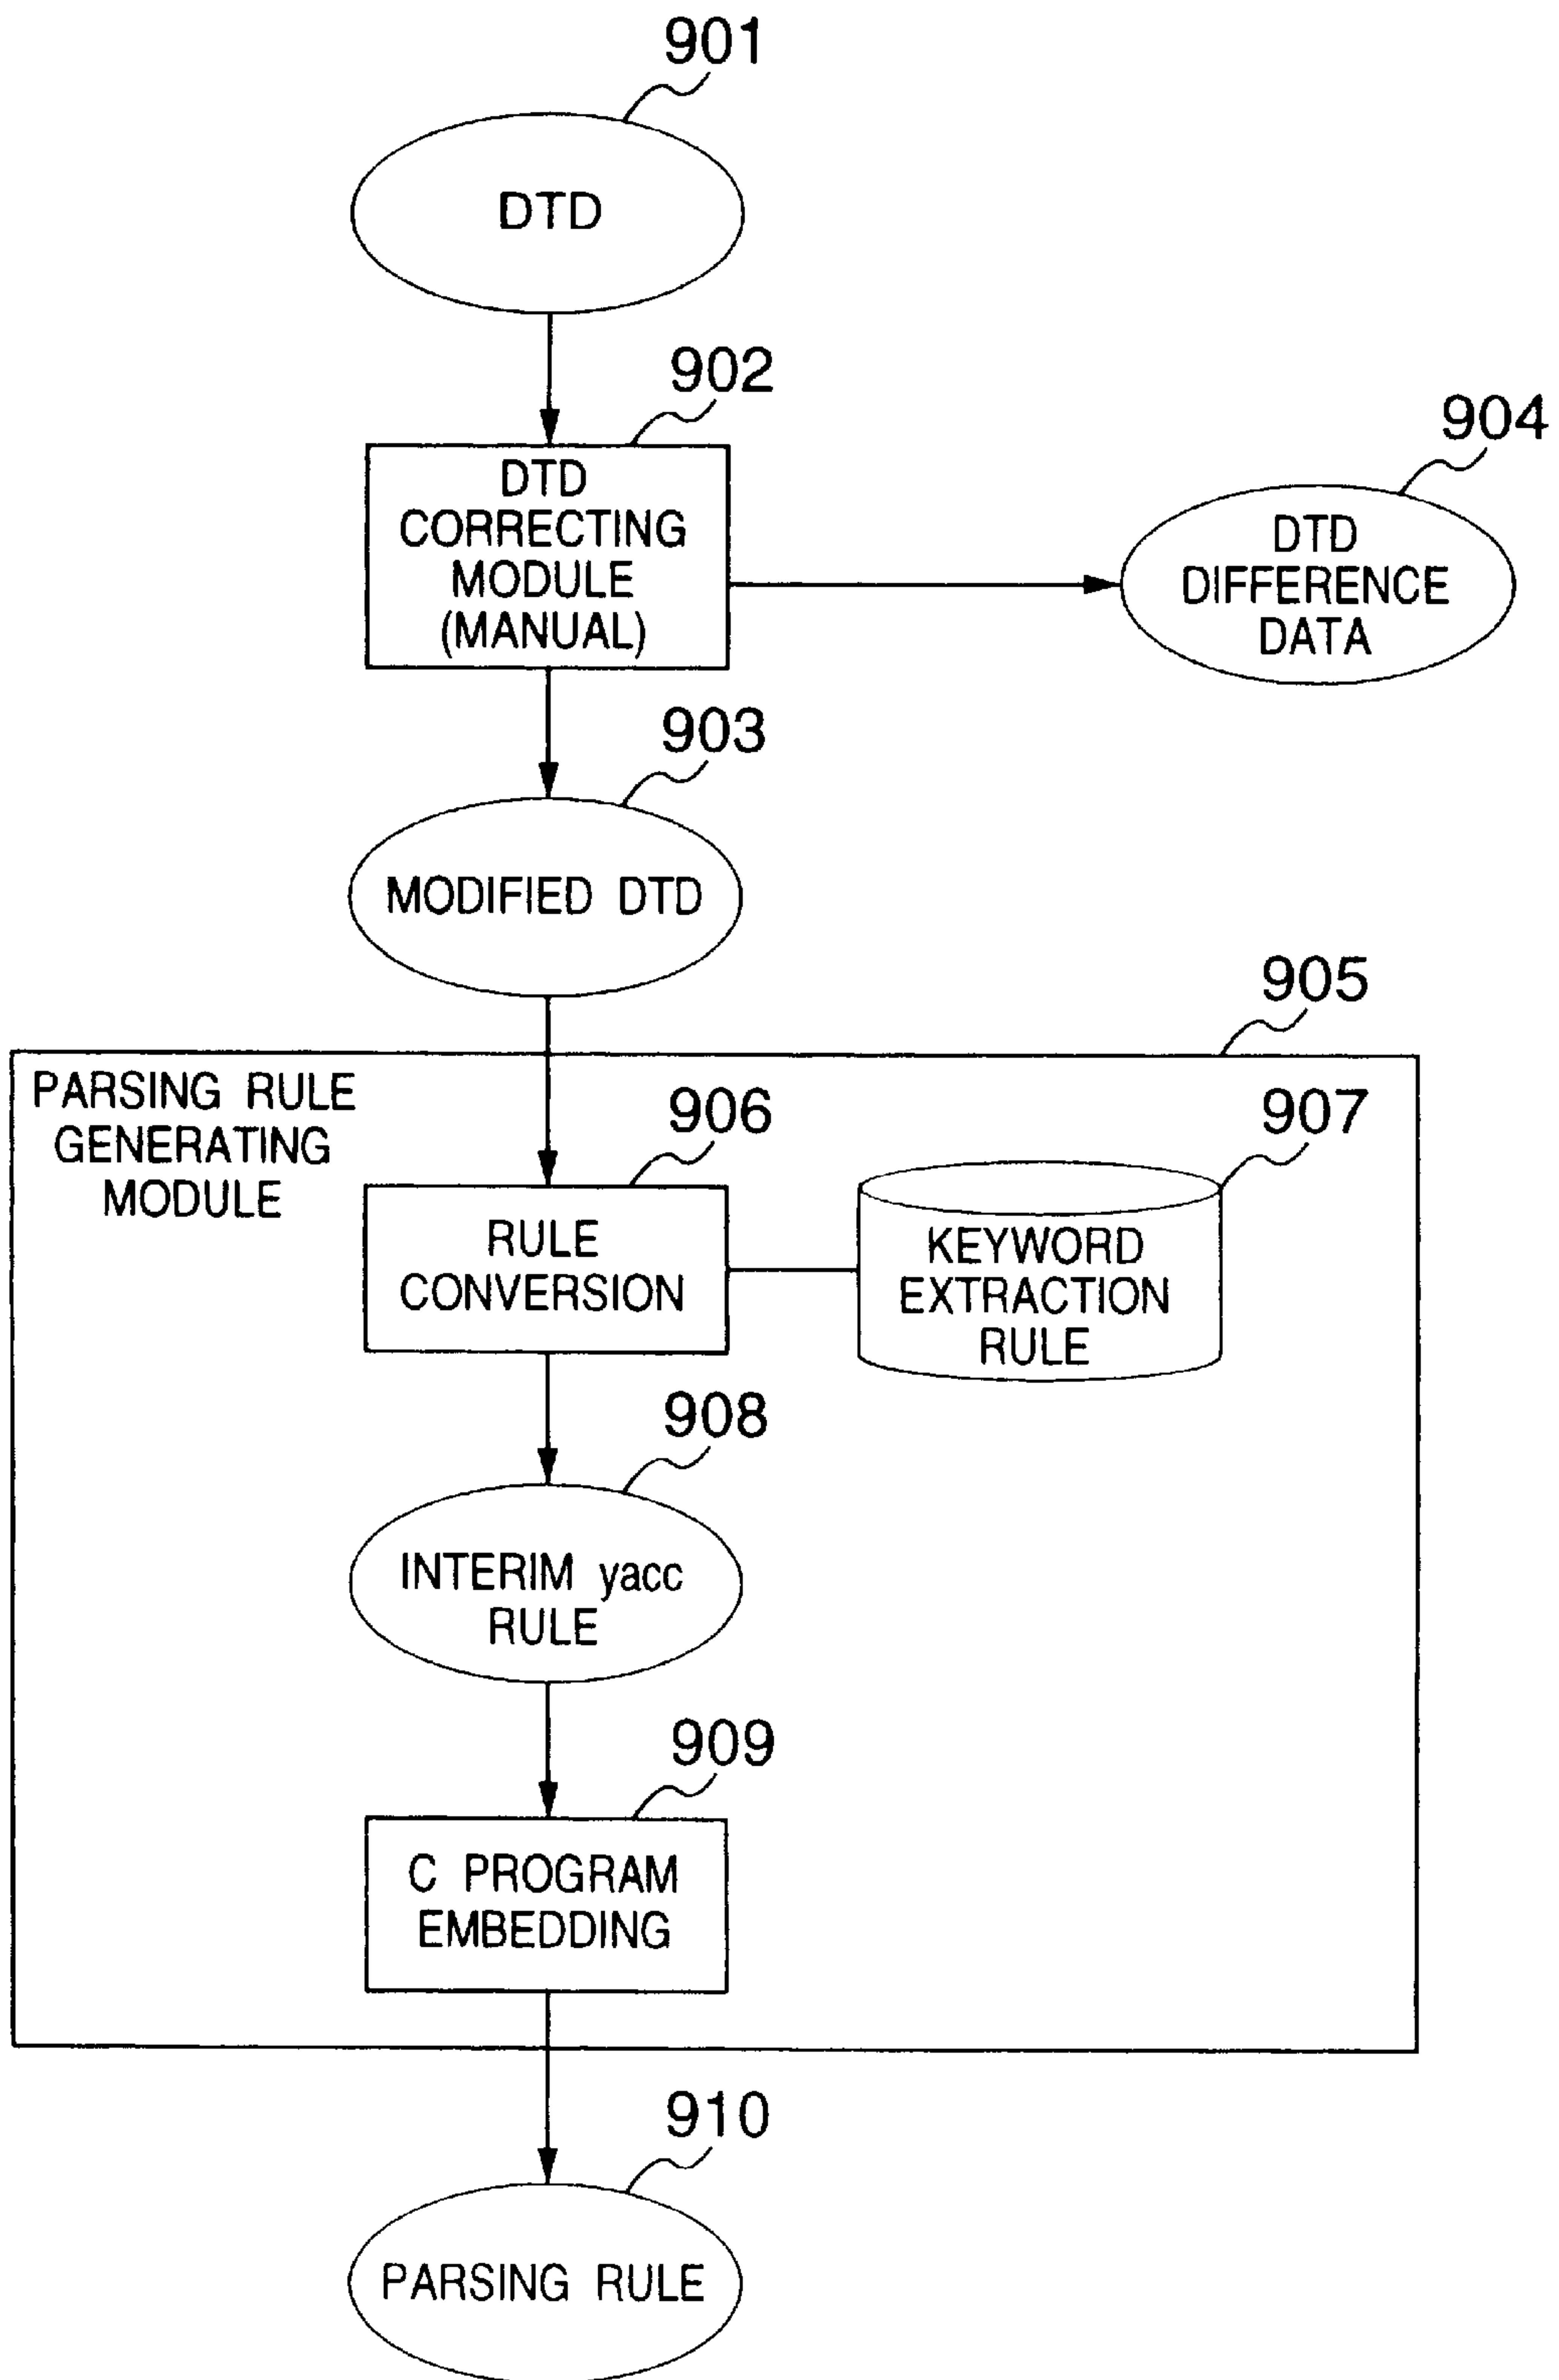 901
DTD
902
DTD
CORRECTING
MODULE
(MANUAL)
904
DTD
DIFFERENCE
DATA
903
MODIFIED DTD
905
PARSING RULE
GENERATING
MODULE
906
RULE
CONVERSION
907
KEYWORD
EXTRACTION
RULE
908
INTERIM yacc
RULE
909
C PROGRAM
EMBEDDING
910
PARSING RULE